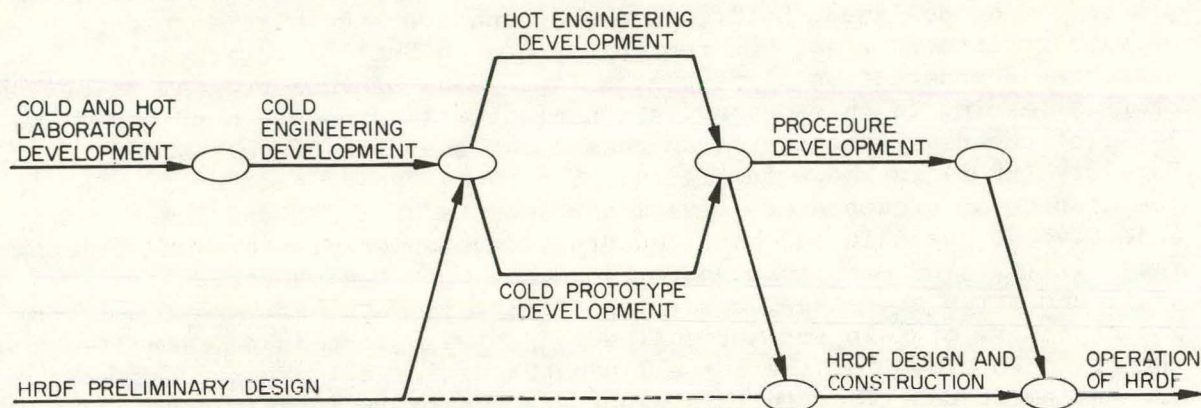 HOT ENGINEERING
DEVELOPMENT
COLD AND HOT
LABORATORY
DEVELOPMENT
COLD
ENGINEERING
DEVELOPMENT
PROCEDURE
DEVELOPMENT
COLD PROTOTYPE
DEVELOPMENT
HRDF PRELIMINARY DESIGN
HRDF DESIGN AND
CONSTRUCTION
OPERATION
OF HRDF